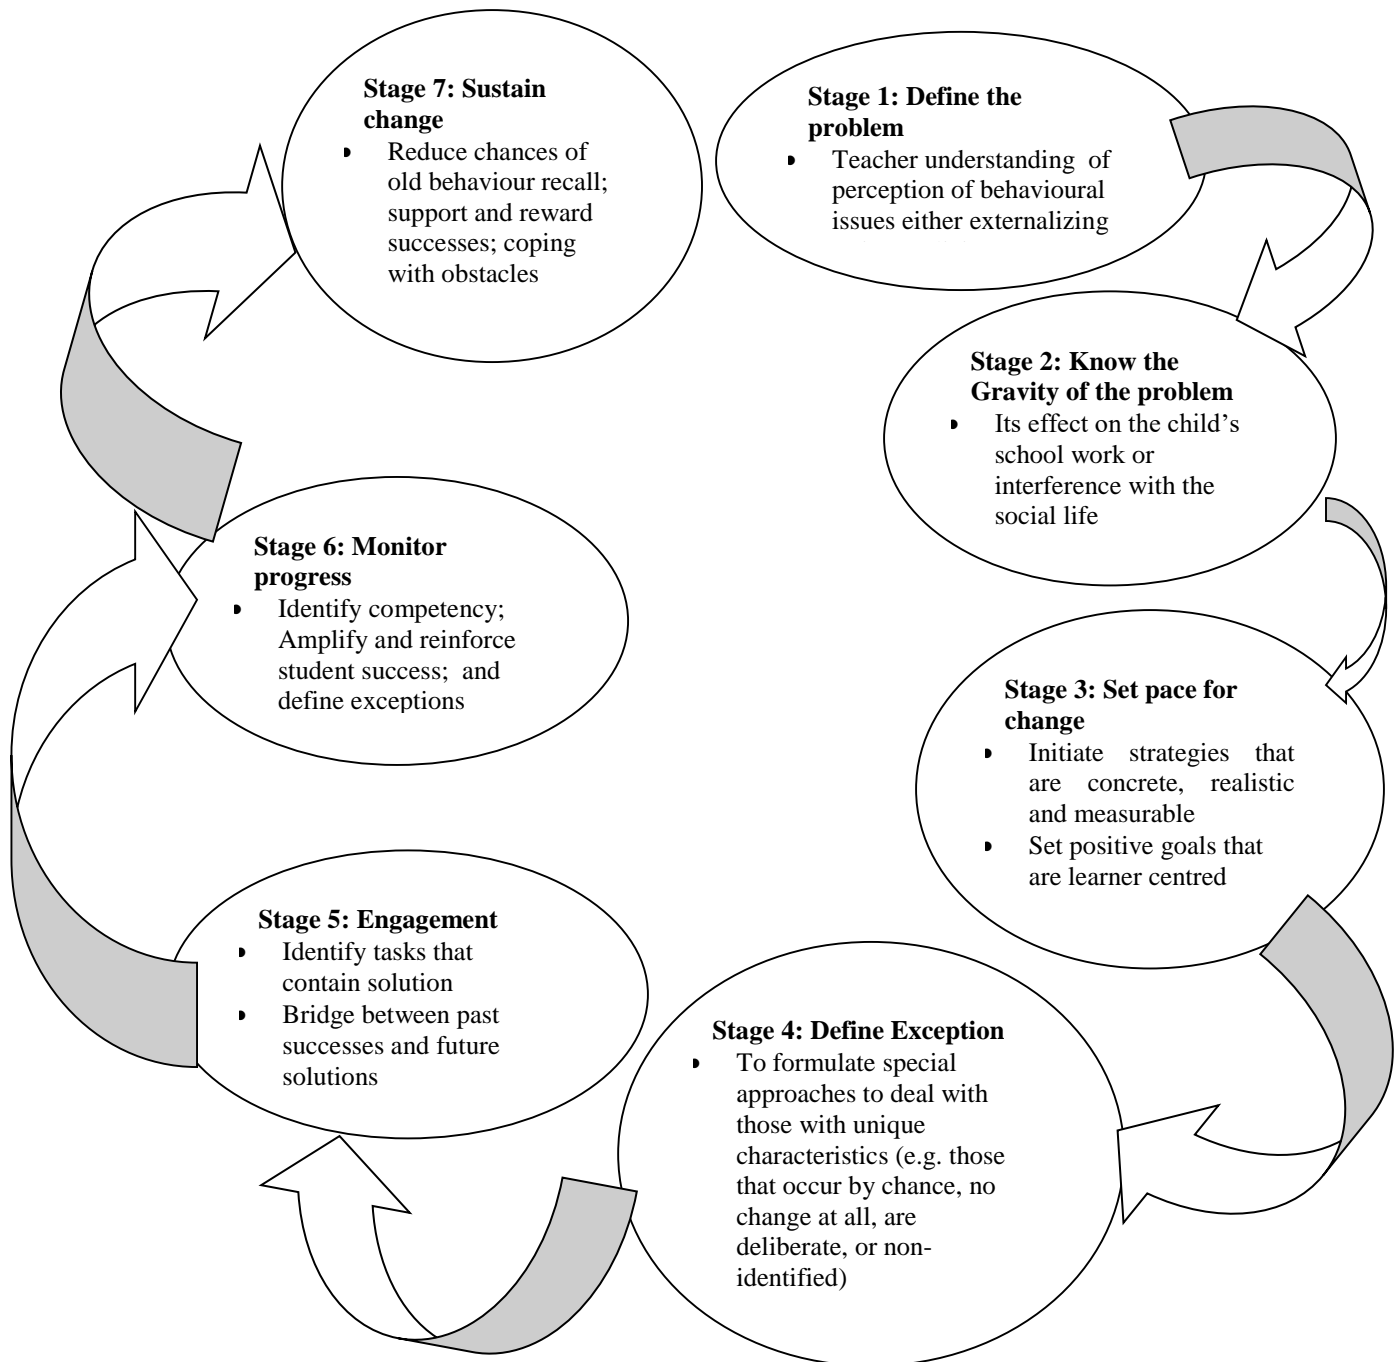 Stage 1: Define the
problem
Teacher understanding of
perception of behavioural
issues either externalizing
Stage 2: Know the
Gravity of the problem
Its effect on the child’s
school work or
interference with the
social life
Stage 3: Set pace for
change
Initiate strategies that
are concrete, realistic
and measurable
Set positive goals that
are learner centred
Stage 4: Define Exception
To formulate special
approaches to deal with
those with unique
characteristics (e.g. those
that occur by chance, no
change at all, are
deliberate, or non-
identified)
Stage 5: Engagement
Identify tasks that
contain solution
Bridge between past
successes and future
solutions
Stage 6: Monitor
progress
Identify competency;
Amplify and reinforce
student success; and
define exceptions
Stage 7: Sustain
change
Reduce chances of
old behaviour recall;
support and reward
successes; coping
with obstacles